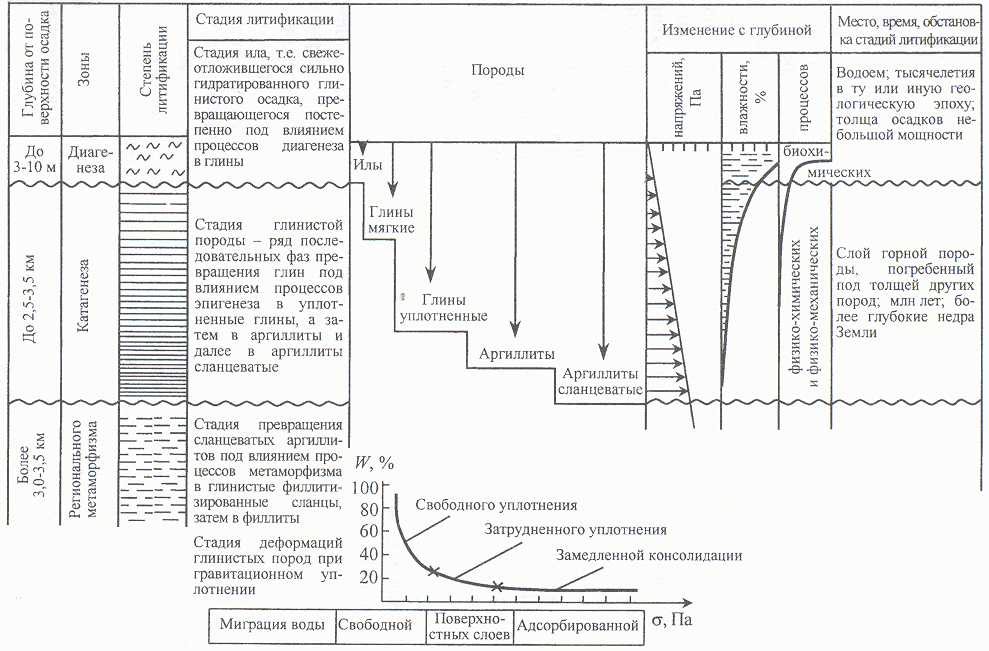 Глубина от по-
верхности осадка
Зоны
Степень
литификации
Стадия литификации
Стадия ила, т.е. свеже-
отложившегося сильно
гидратированного гли-
нистого осадка, пре-
вращающегося посте-
пенно под влиянием
процессов диагенеза
в глины
Породы
Изменение с глубиной
напряжений,
Па
влажности,
%
процессов
Место, время, обстанов-
ка стадий литификации
Водоем; тысячелетия
в ту или иную гео-
логическую эпоху;
толща осадков не-
большой мощности
До
3-10 м
Диаге-
неза
Илы
биохи-
мических
До 2,5-3,5 км
Катагенеза
Стадия глинистой
породы – ряд после-
довательных фаз пре-
вращения глин под
влиянием процессов
эпигенеза в уплот-
ненные глины, а за-
тем в аргиллиты и
далее в аргиллиты
сланцеватые
Глины
мягкие
Глины
уплотненные
Аргиллиты
Аргиллиты
сланцеватые
физико-химических
и физико-механических
Слой горной поро-
ды, погребенный
под толщей других
пород; млн лет; бо-
лее глубокие недра
Земли
Более
3,0-3,5 км
Регионального
метаморфизма
Стадия превращения
сланцеватых аргилли-
тов под влиянием про-
цессов метаморфизма
в глинистые филлити-
зированные сланцы,
затем в филлиты
Стадия деформаций
глинистых пород при
гравитационном уп-
лотнении
W, %
100
80
60
40
20
Свободного уплотнения
Затрудненного уплотнения
Замедленной консолидации
σ, Па
Миграция воды
Свободной
Поверхно-
стных слоев
Адсорбированной